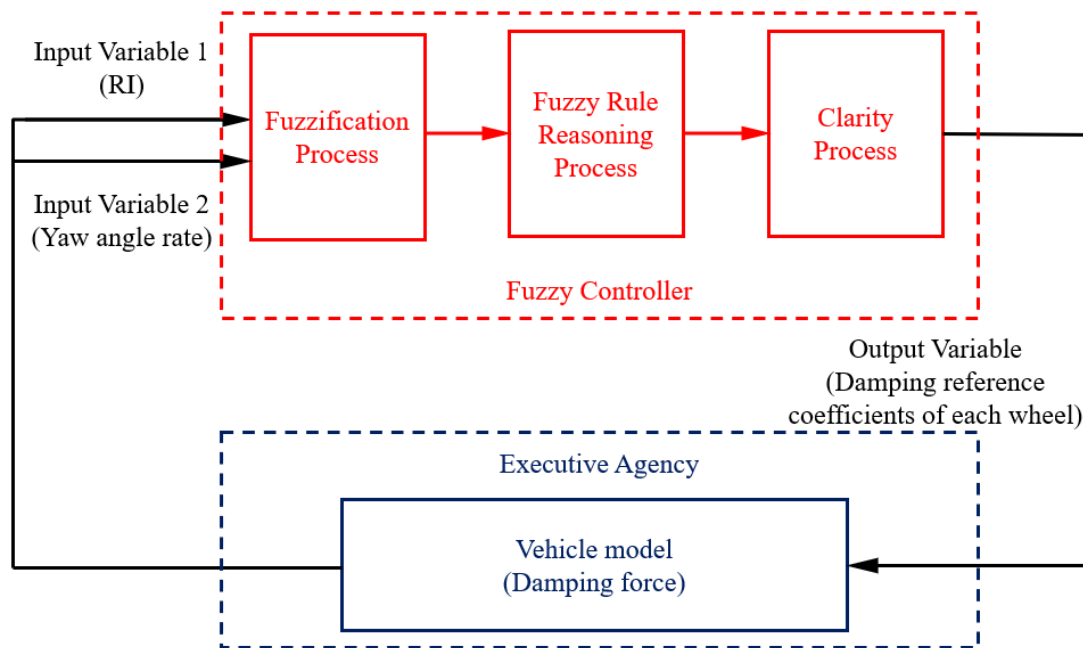 Input Variable 1
(RI)
Fuzzification
Process
Fuzzy Rule
Reasoning
Process
Clarity
Process
Input Variable 2
(Yaw angle rate)
Fuzzy Controller
Output Variable
(Damping reference
coefficients of each wheel)
Executive Agency
Vehicle model
(Damping force)